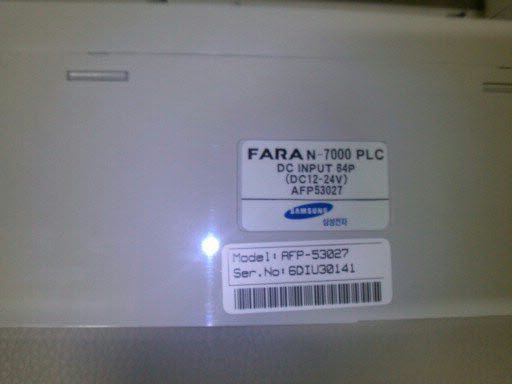 FARA N-7000 PLC
DC INPUT 64P
(DC12-24V)
AFP53027
SAMSUNG
삼성전자
Model: AFP-53027
Ser.No: 6DIU30141